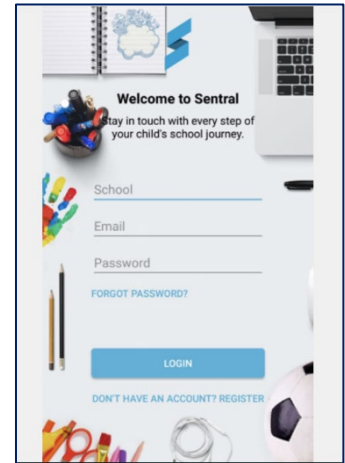 Welcome to Sentral
Stay in touch with every step of
your child's school journey.
School
Email
Password
FORGOT PASSWORD?
LOGIN
DON'T HAVE AN ACCOUNT? REGISTER